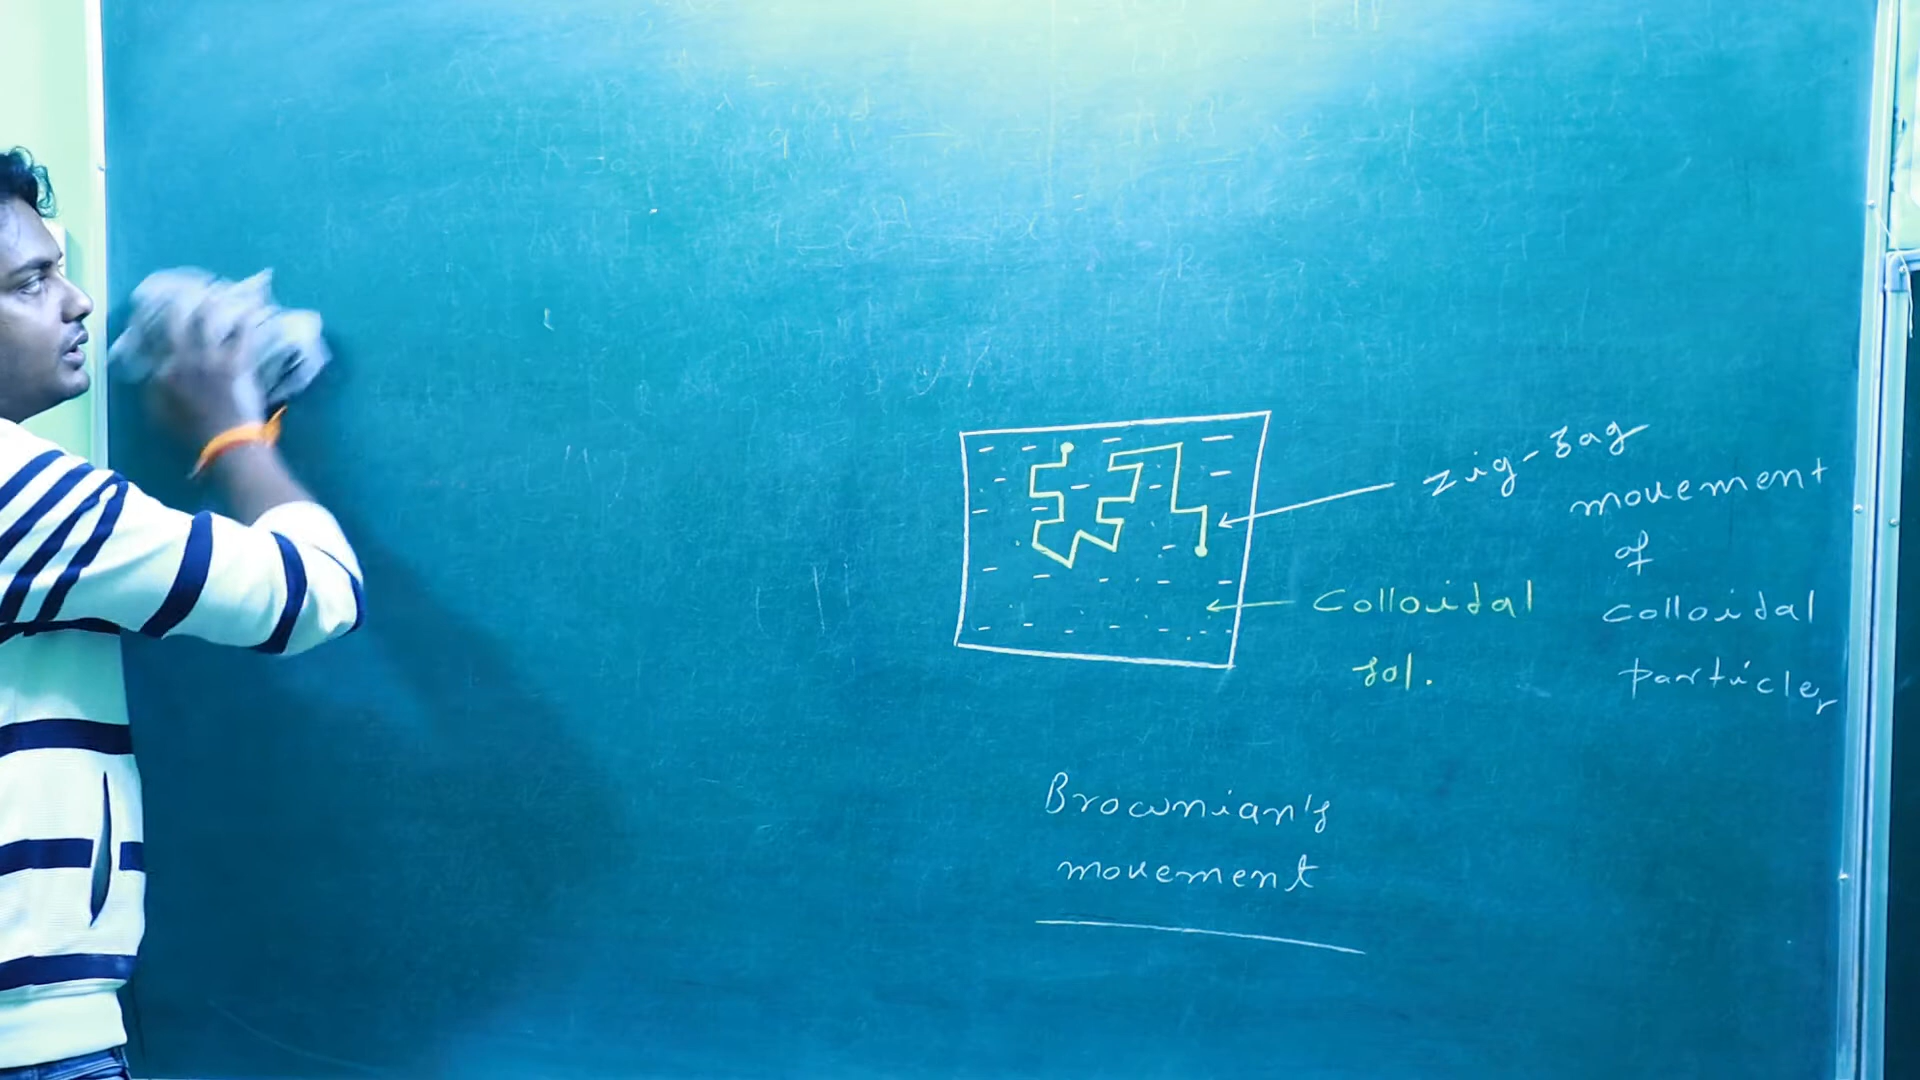 zig-zag
movement
of
colloidal
particles
colloidal
sol.
Brownian's
movement